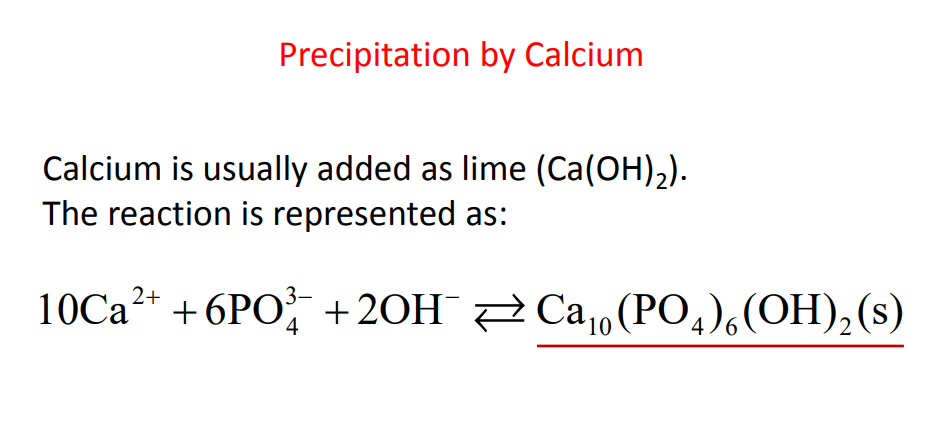 Precipitation by Calcium
Calcium is usually added as lime (Ca(OH)₂).
The reaction is represented as:
10Ca²⁺ + 6PO₄³⁻ + 2OH⁻ ⇄ Ca₁₀(PO₄)₆(OH)₂(s)